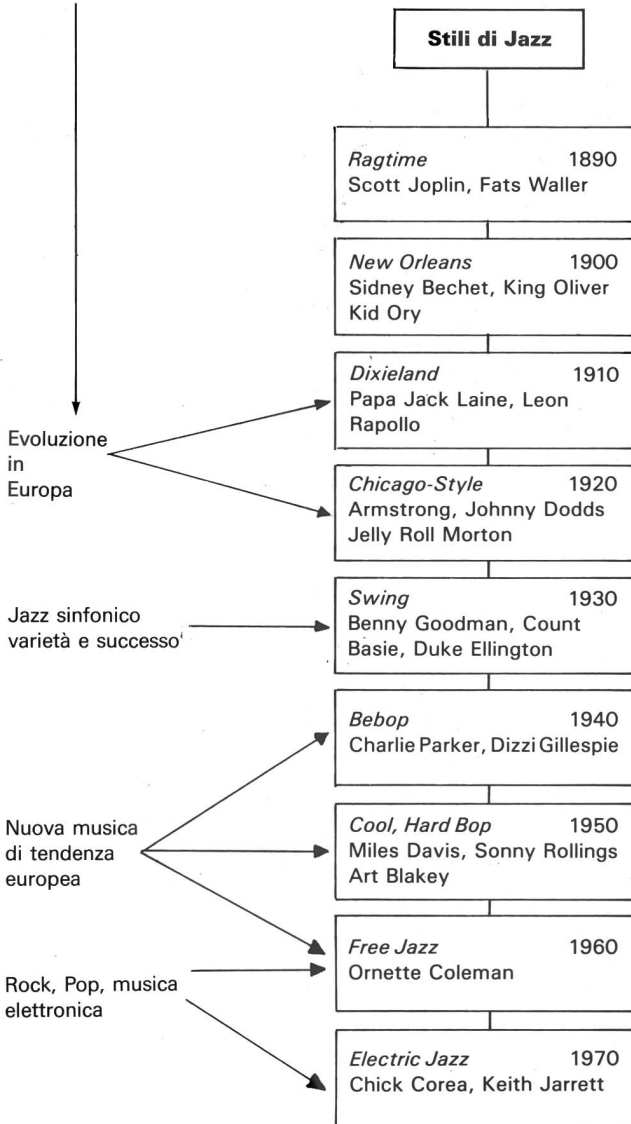 Stili di Jazz
Ragtime 1890
Scott Joplin, Fats Waller
New Orleans 1900
Sidney Bechet, King Oliver
Kid Ory
Dixieland 1910
Papa Jack Laine, Leon
Rapollo
Evoluzione
in
Europa
Chicago-Style 1920
Armstrong, Johnny Dodds
Jelly Roll Morton
Jazz sinfonico
varietà e successo
Swing 1930
Benny Goodman, Count
Basie, Duke Ellington
Bebop 1940
Charlie Parker, Dizzi Gillespie
Nuova musica
di tendenza
europea
Cool, Hard Bop 1950
Miles Davis, Sonny Rollings
Art Blakey
Free Jazz 1960
Ornette Coleman
Rock, Pop, musica
elettronica
Electric Jazz 1970
Chick Corea, Keith Jarrett